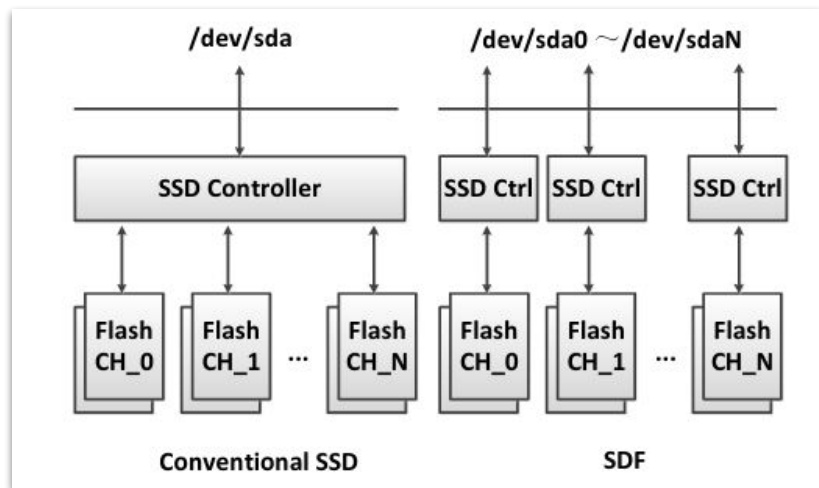 /dev/sda
/dev/sda0 ～/dev/sdaN
SSD Controller
SSD Ctrl
SSD Ctrl
SSD Ctrl
Flash
CH_0
Flash
CH_1
...
Flash
CH_N
Flash
CH_0
Flash
CH_1
...
Flash
CH_N
Conventional SSD
SDF